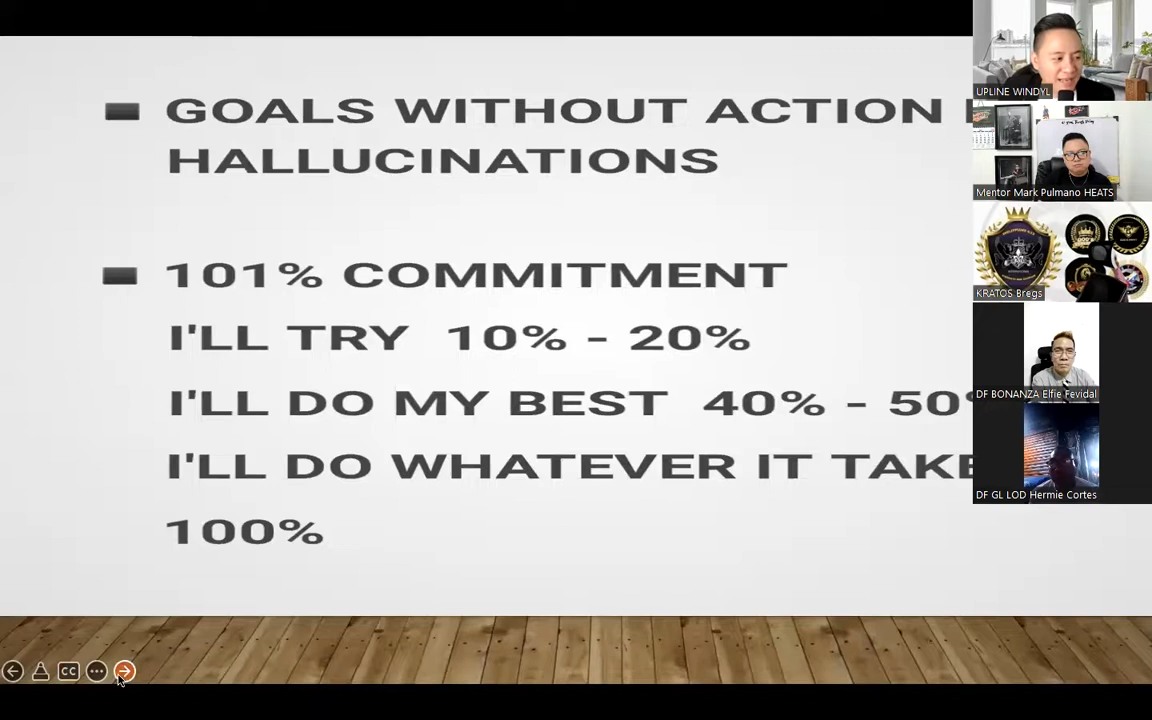 GOALS WITHOUT ACTION
HALLUCINATIONS
101% COMMITMENT
I'LL TRY 10% - 20%
I'LL DO MY BEST 40% - 50%
I'LL DO WHATEVER IT TAKE
100%
UPLINE WINDYL
Mentor Mark Pulmano HEATS
KRATOS Bregs
DF BONANZA Elfie Fevidal
DF GL LOD Hermie Cortes
CC